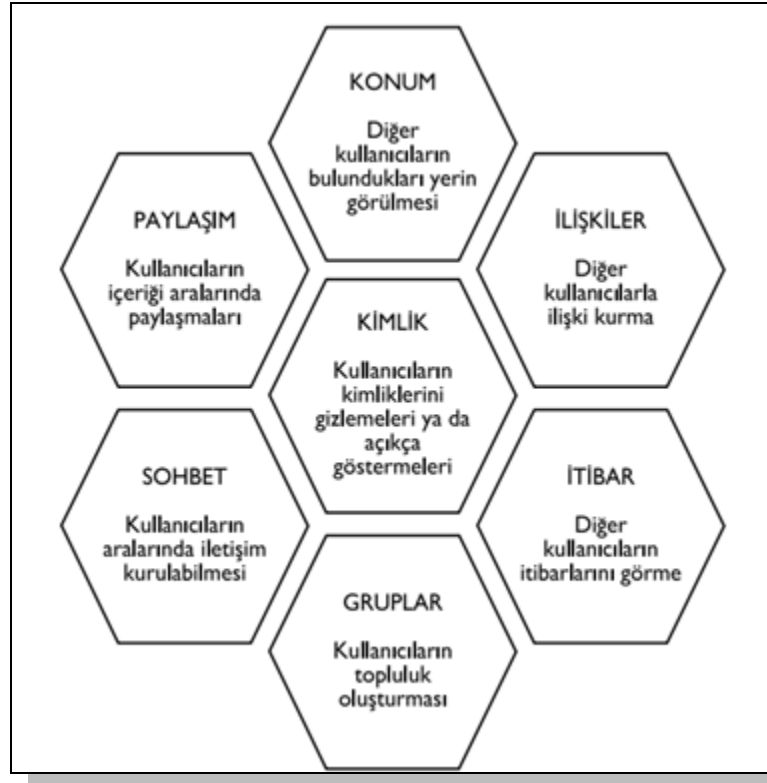 KONUM
Diğer
kullanıcıların
bulundukları yerin
görülmesi
PAYLAŞIM
Kullanıcıların
içeriği aralarında
paylaşmaları
İLİŞKİLER
Diğer
kullanıcılarla
ilişki kurma
KİMLİK
Kullanıcıların
kimliklerini
gizlemeleri ya da
açıkça
göstermeleri
SOHBET
Kullanıcıların
aralarında iletişim
kurulabilmesi
İTİBAR
Diğer
kullanıcıların
itibarlarını görme
GRUPLAR
Kullanıcıların
topluluk
oluşturması